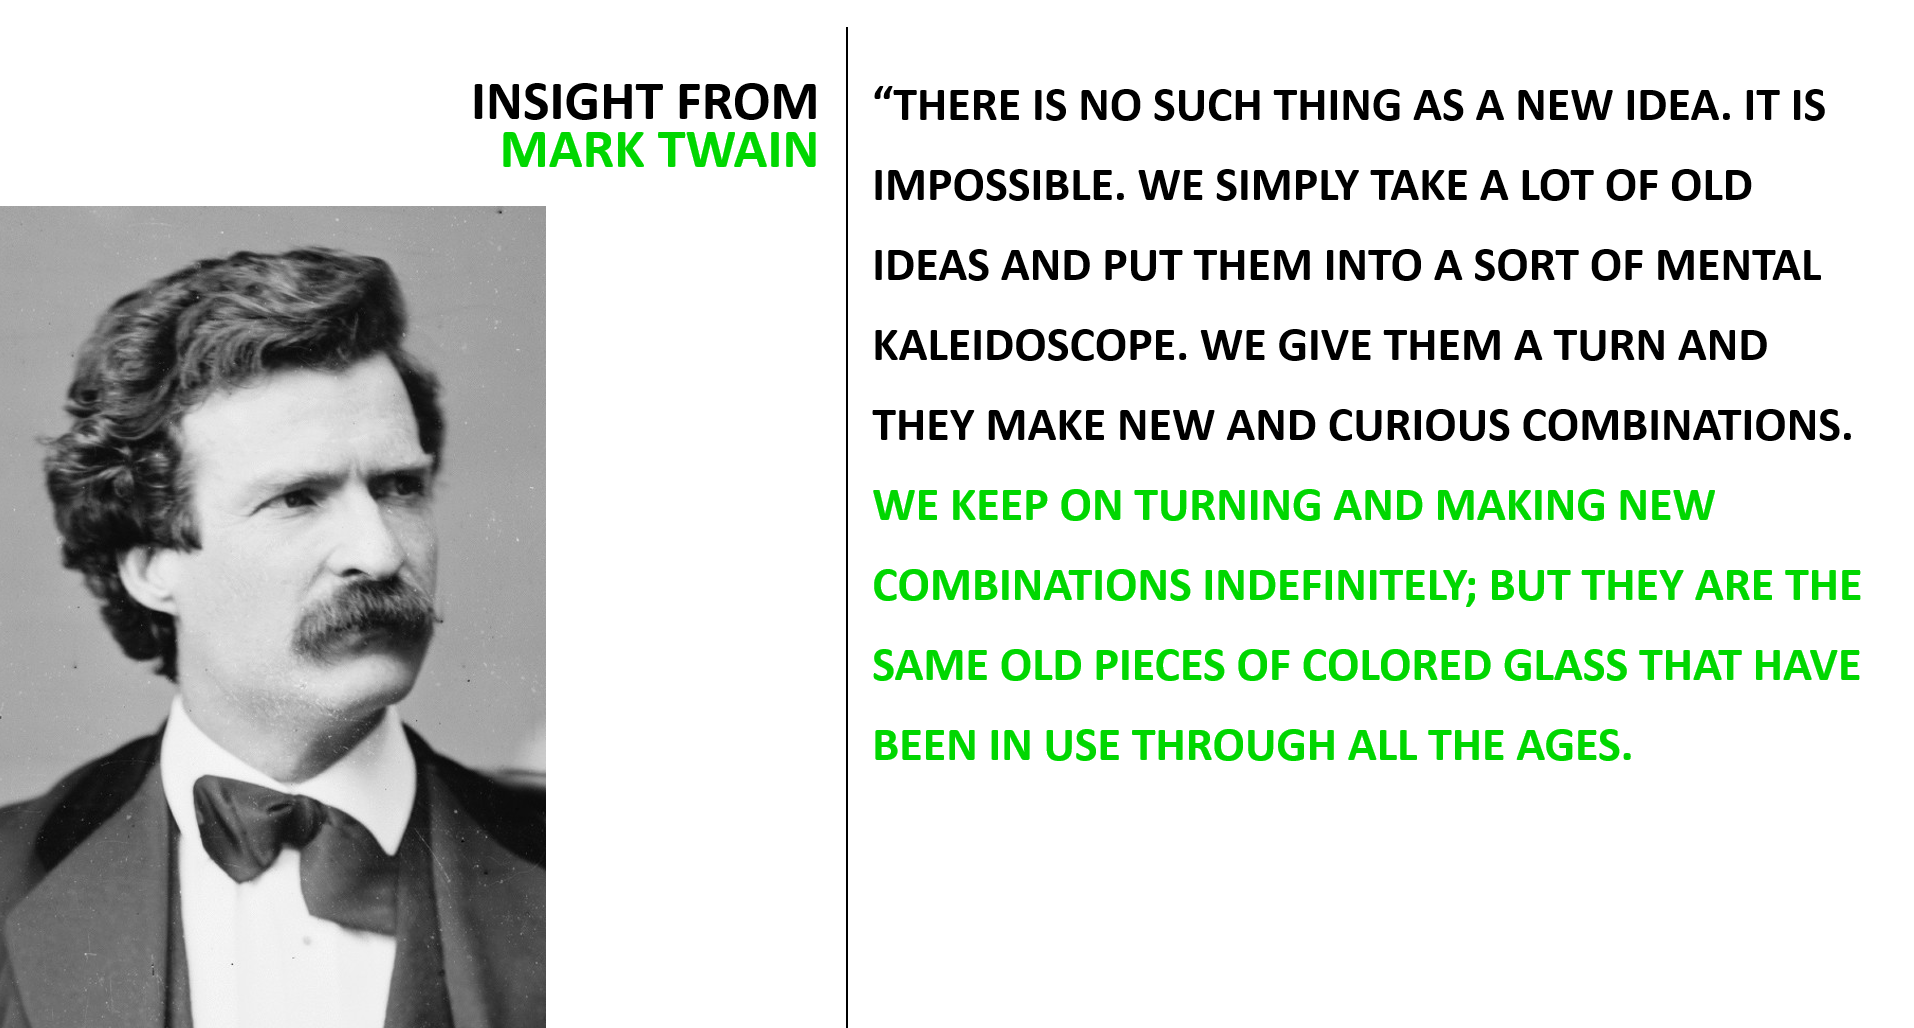 INSIGHT FROM
MARK TWAIN
“THERE IS NO SUCH THING AS A NEW IDEA. IT IS
IMPOSSIBLE. WE SIMPLY TAKE A LOT OF OLD
IDEAS AND PUT THEM INTO A SORT OF MENTAL
KALEIDOSCOPE. WE GIVE THEM A TURN AND
THEY MAKE NEW AND CURIOUS COMBINATIONS.
WE KEEP ON TURNING AND MAKING NEW
COMBINATIONS INDEFINITELY; BUT THEY ARE THE
SAME OLD PIECES OF COLORED GLASS THAT HAVE
BEEN IN USE THROUGH ALL THE AGES.